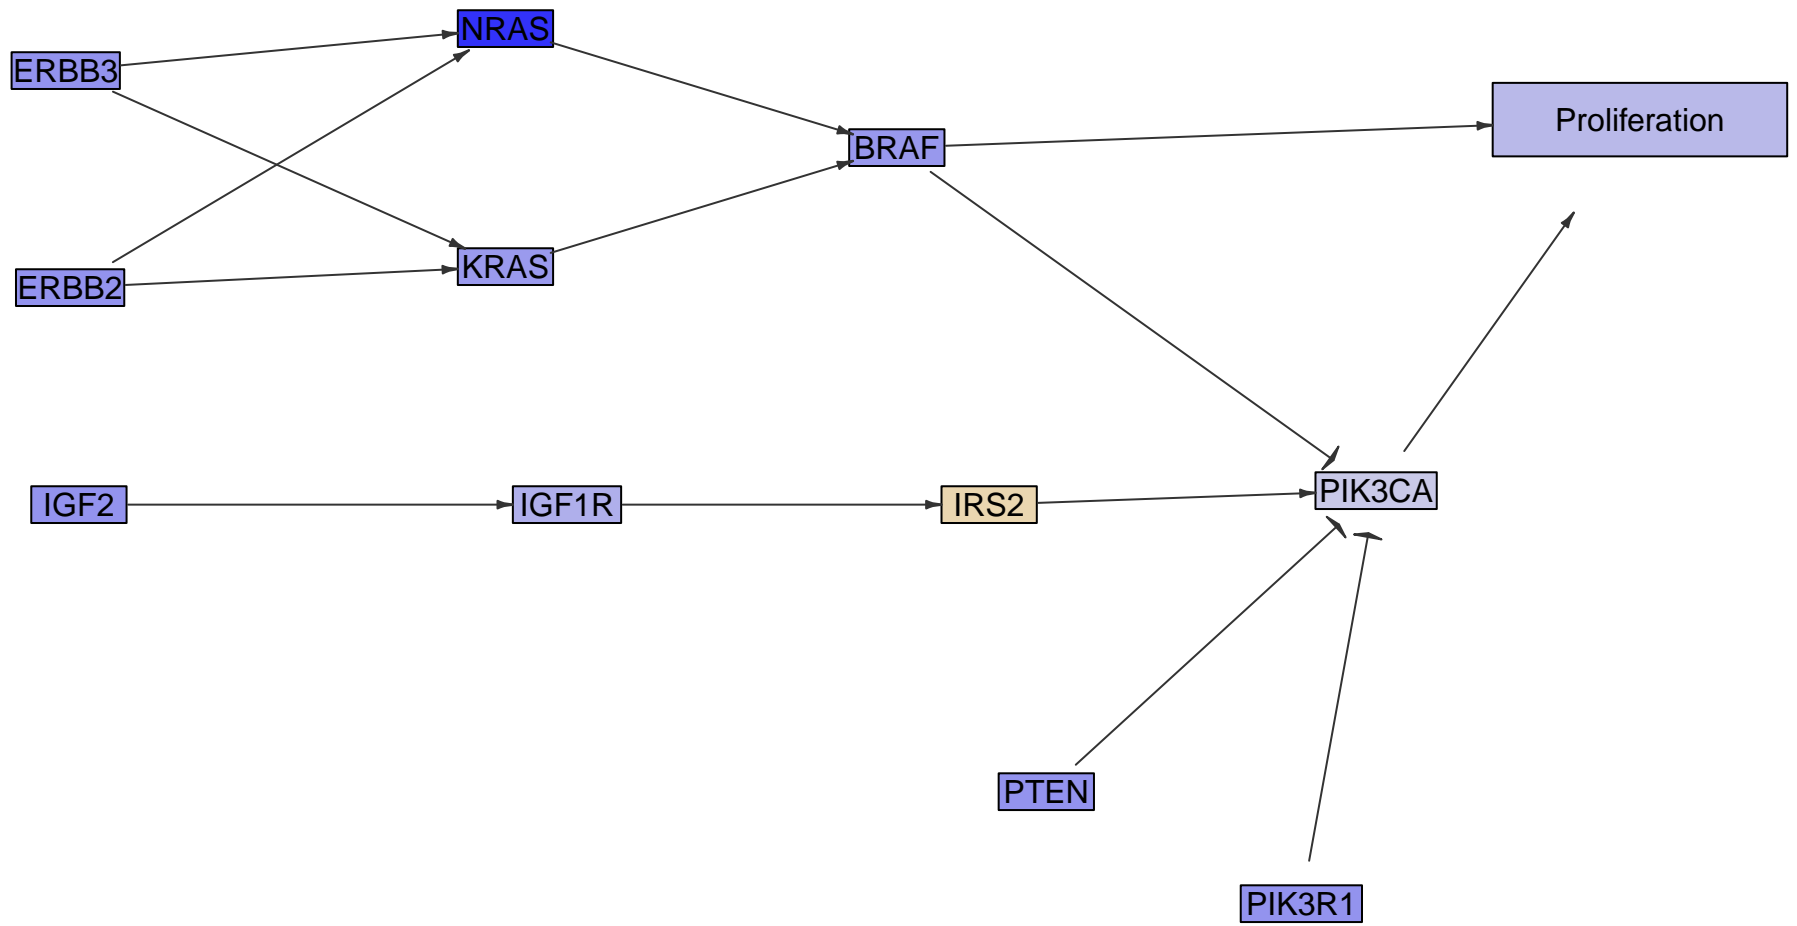 NRAS
ERBB3
Proliferation
BRAF
KRAS
ERBB2
IGF2
IGF1R
IRS2
PIK3CA
PTEN
PIK3R1